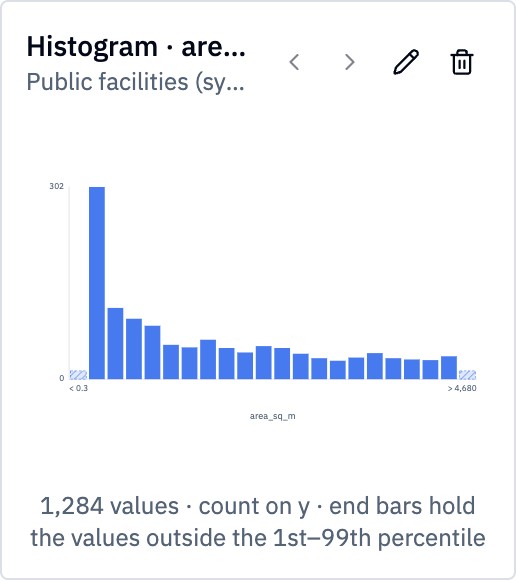 Histogram · are...
Public facilities (sy...
302
0
< 0.3
> 4,680
area_sq_m
1,284 values · count on y · end bars hold
the values outside the 1st–99th percentile